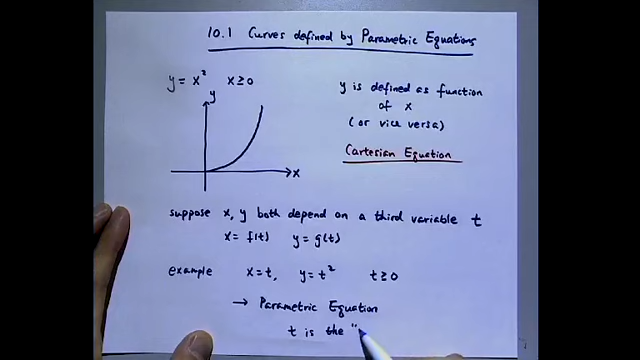 10.1 Curves defined by Parametric Equations
y = x² x ≥ 0
y is defined as function
of x
(or vice versa)
Cartesian Equation
y
x
suppose x, y both depend on a third variable t
x = f(t) y = g(t)
example x = t, y = t² t ≥ 0
→ Parametric Equation
t is the "